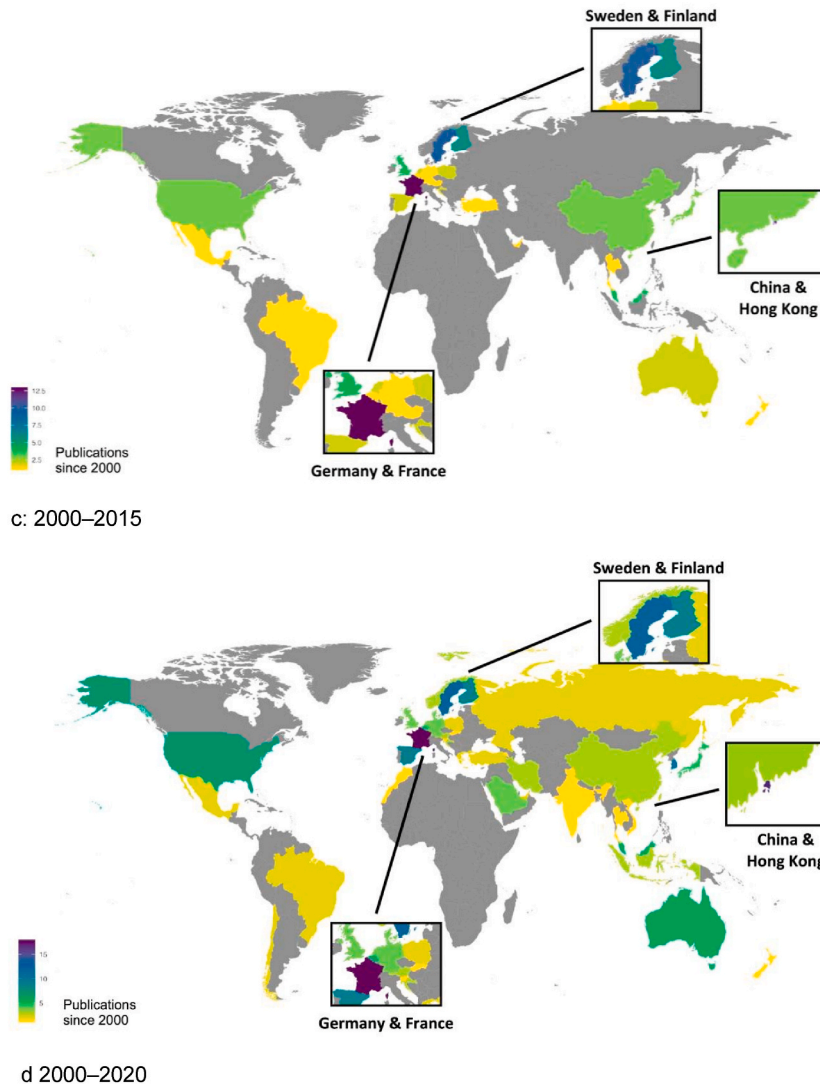 Sweden & Finland
China &
Hong Kong
12.5
10.0
7.5
5.0
2.5
Publications
since 2000
Germany & France
c: 2000–2015
Sweden & Finland
China &
Hong Kong
15
10
5
Publications
since 2000
Germany & France
d 2000–2020